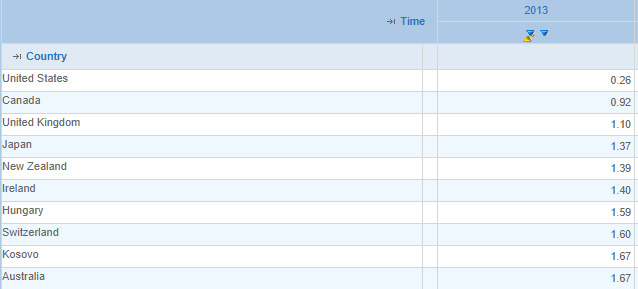 Time 2013
Country
United States 0.26
Canada 0.92
United Kingdom 1.10
Japan 1.37
New Zealand 1.39
Ireland 1.40
Hungary 1.59
Switzerland 1.60
Kosovo 1.67
Australia 1.67